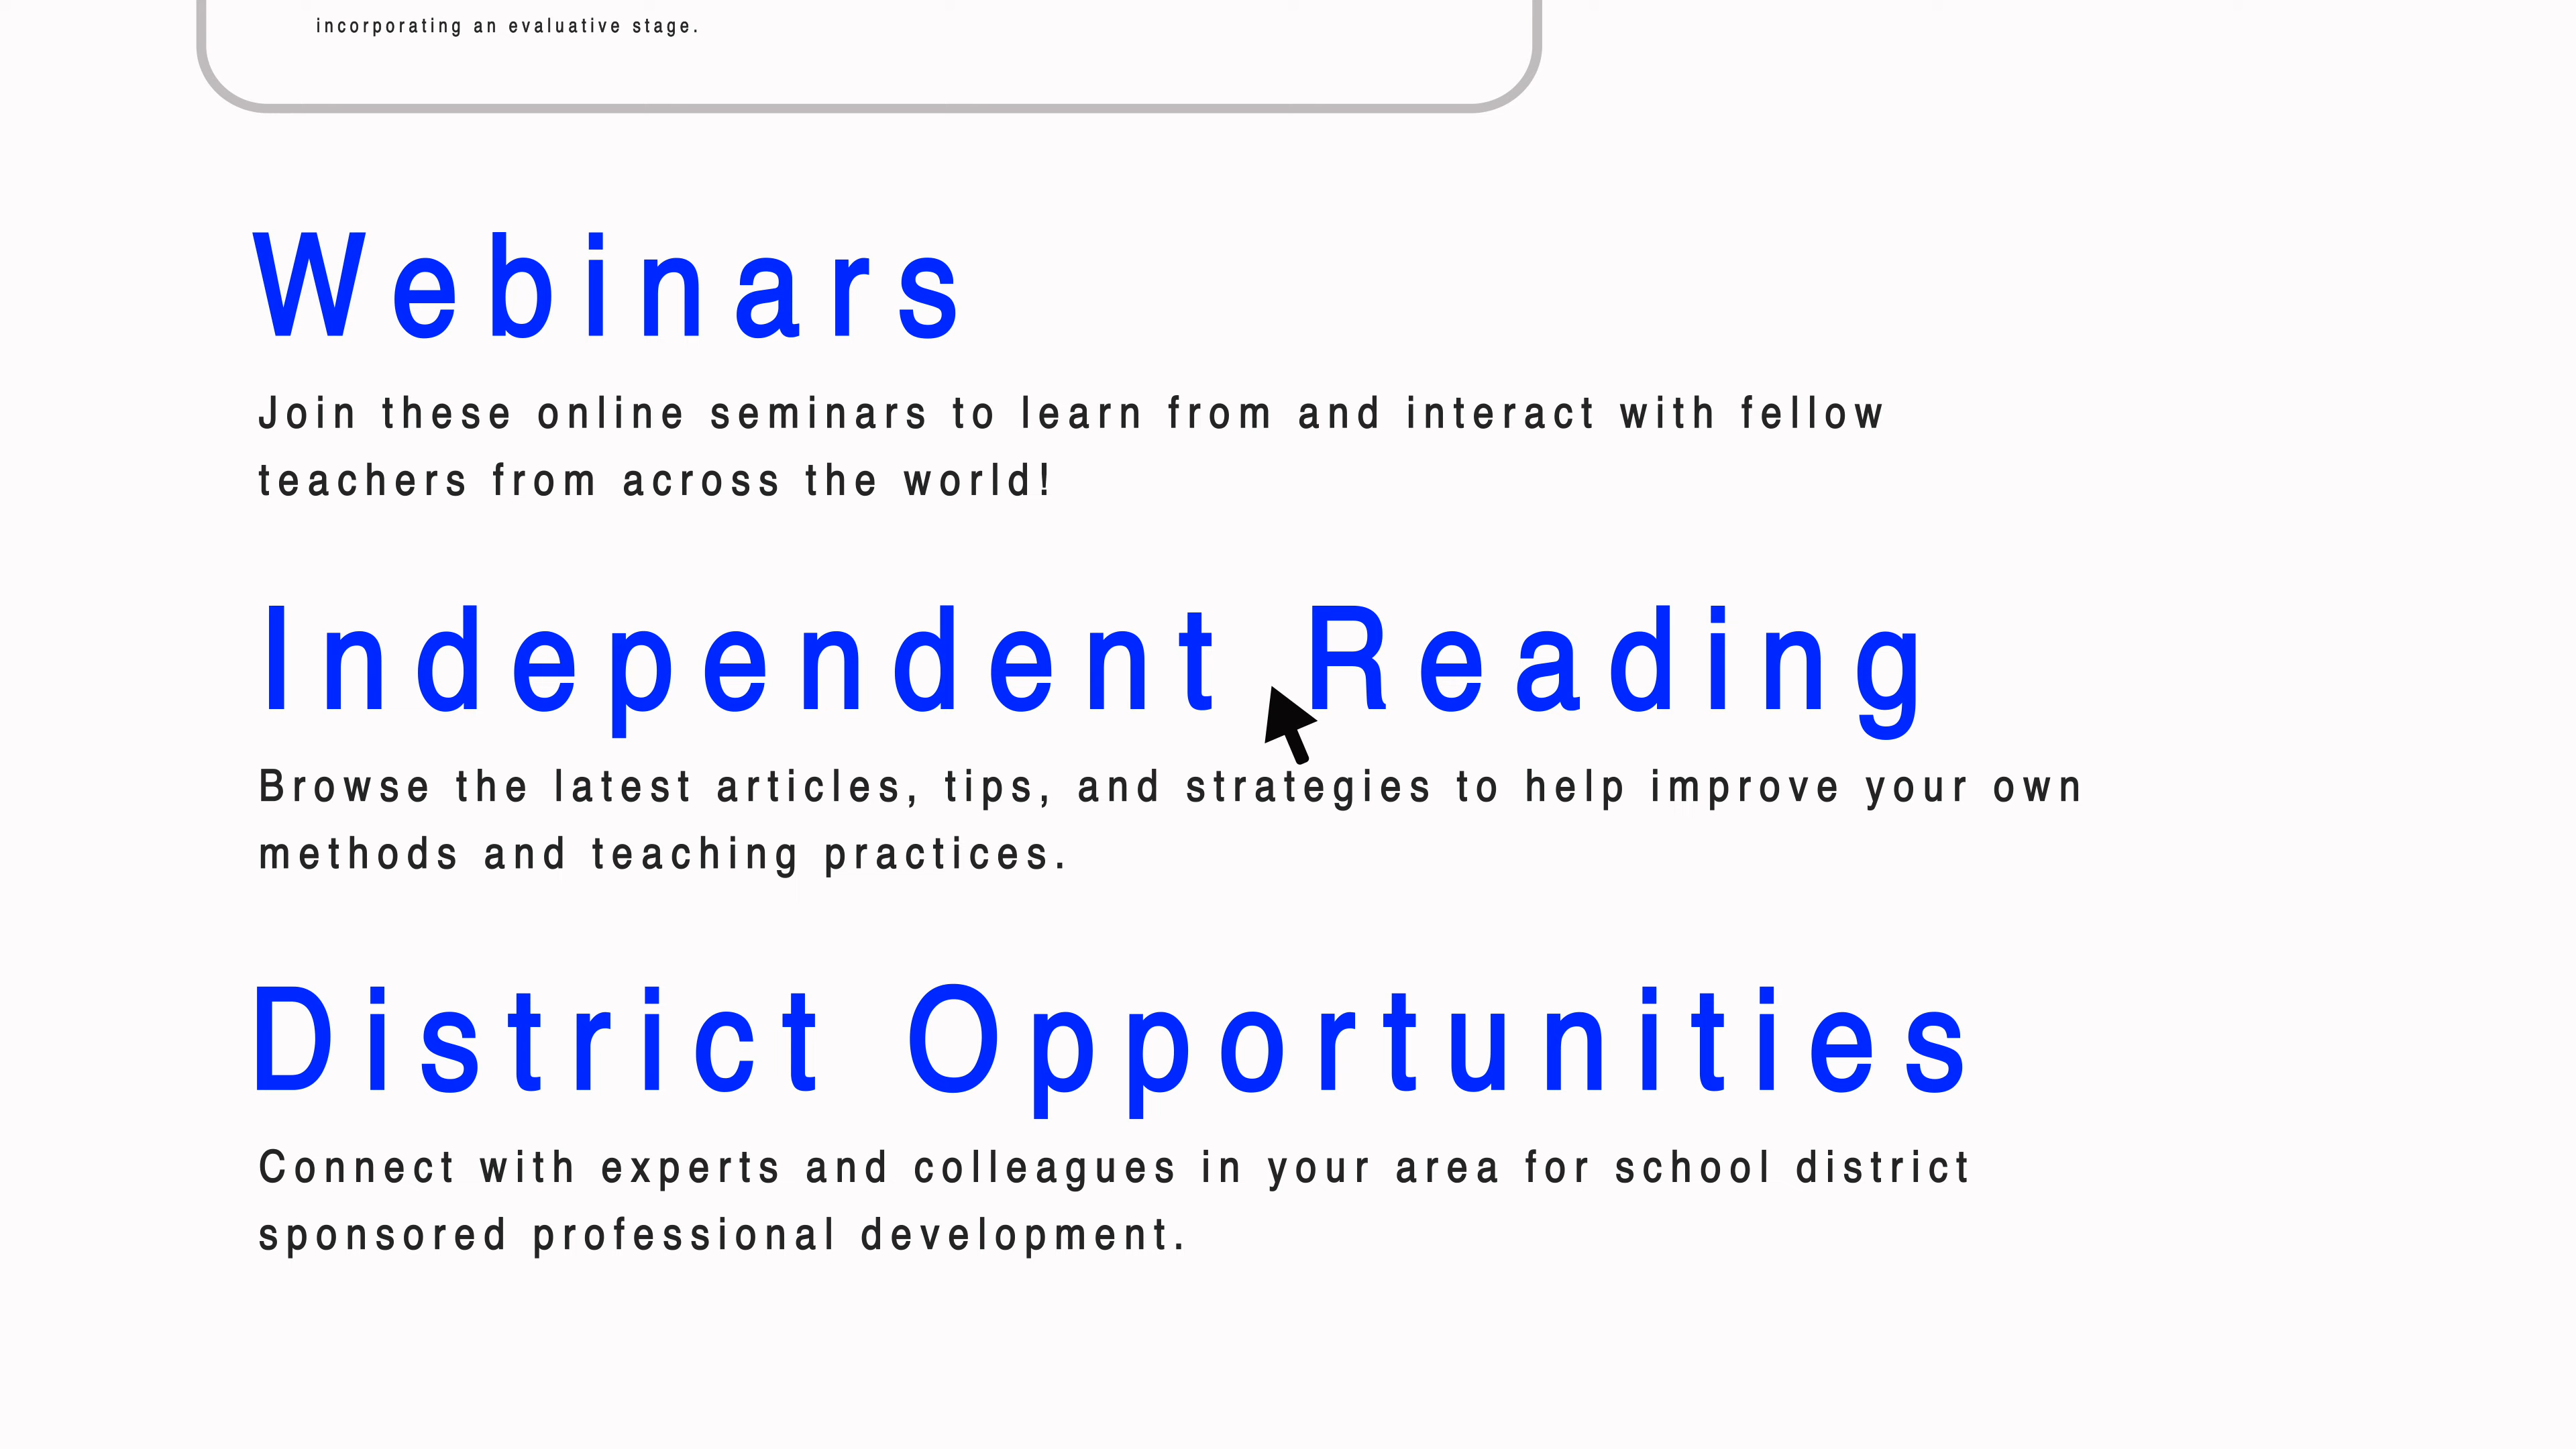 incorporating an evaluative stage.
Webinars
Join these online seminars to learn from and interact with fellow
teachers from across the world!
Independent Reading
Browse the latest articles, tips, and strategies to help improve your own
methods and teaching practices.
District Opportunities
Connect with experts and colleagues in your area for school district
sponsored professional development.